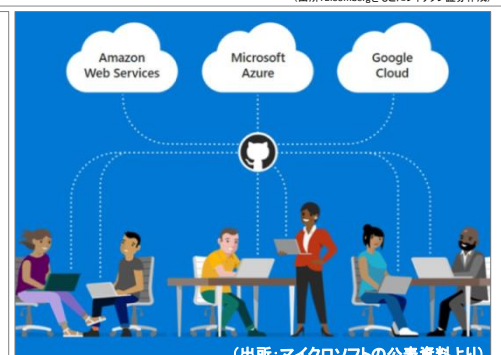 Amazon
Web Services
Microsoft
Azure
Google
Cloud
(出所:マイクロソフトの公表資料より)